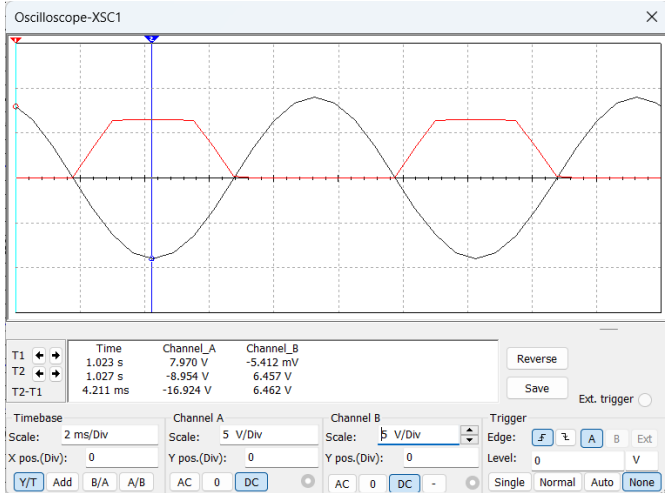 Oscilloscope-XSC1
1
2
Time Channel_A Channel_B
T1 1.023 s 7.970 V -5.412 mV
T2 1.027 s -8.954 V 6.457 V
T2-T1 4.211 ms -16.924 V 6.462 V
Reverse
Save
Ext. trigger
Timebase Channel A Channel B Trigger
Scale: 2 ms/Div Scale: 5 V/Div Scale: 5 V/Div Edge: A B Ext
X pos.(Div): 0 Y pos.(Div): 0 Y pos.(Div): 0 Level: 0 V
Y/T Add B/A A/B AC 0 DC AC 0 DC - Single Normal Auto None